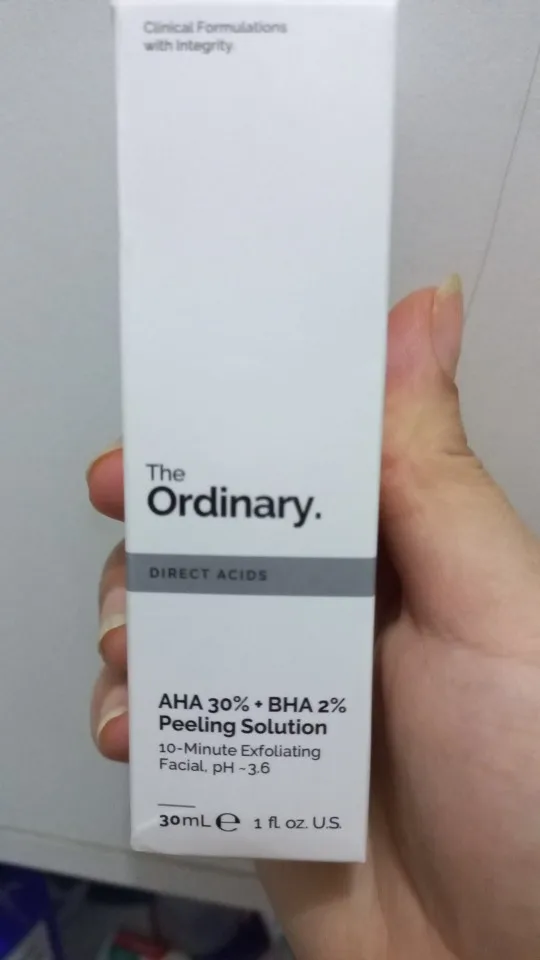 Clinical Formulations
with Integrity.
The
Ordinary.
DIRECT ACIDS
AHA 30% + BHA 2%
Peeling Solution
10-Minute Exfoliating
Facial, pH ~3.6
30mL ℮ 1 fl. oz. U.S.